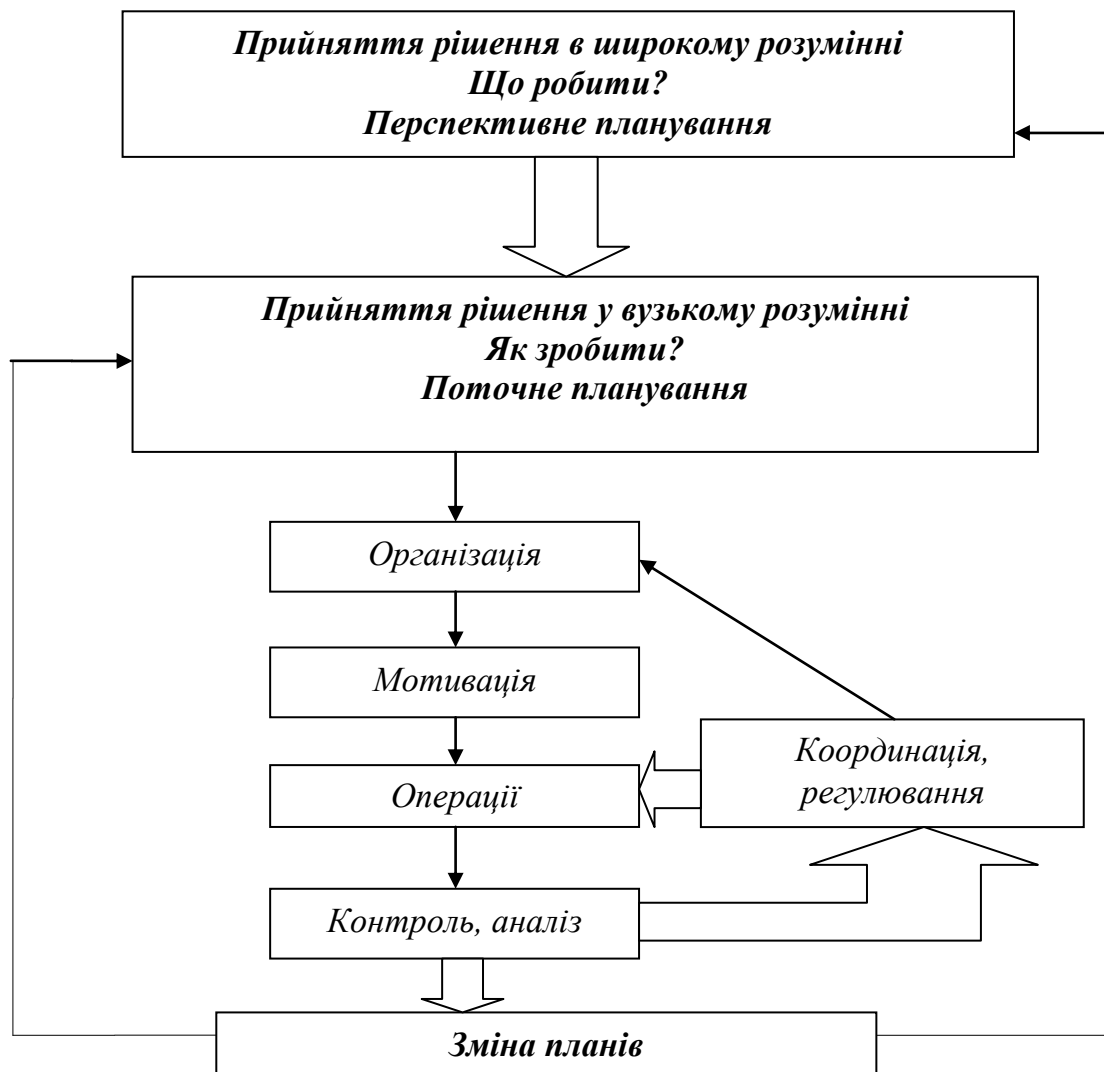 Прийняття рішення в широкому розумінні
Що робити?
Перспективне планування
Прийняття рішення у вузькому розумінні
Як зробити?
Поточне планування
Організація
Мотивація
Координація,
регулювання
Операції
Контроль, аналіз
Зміна планів